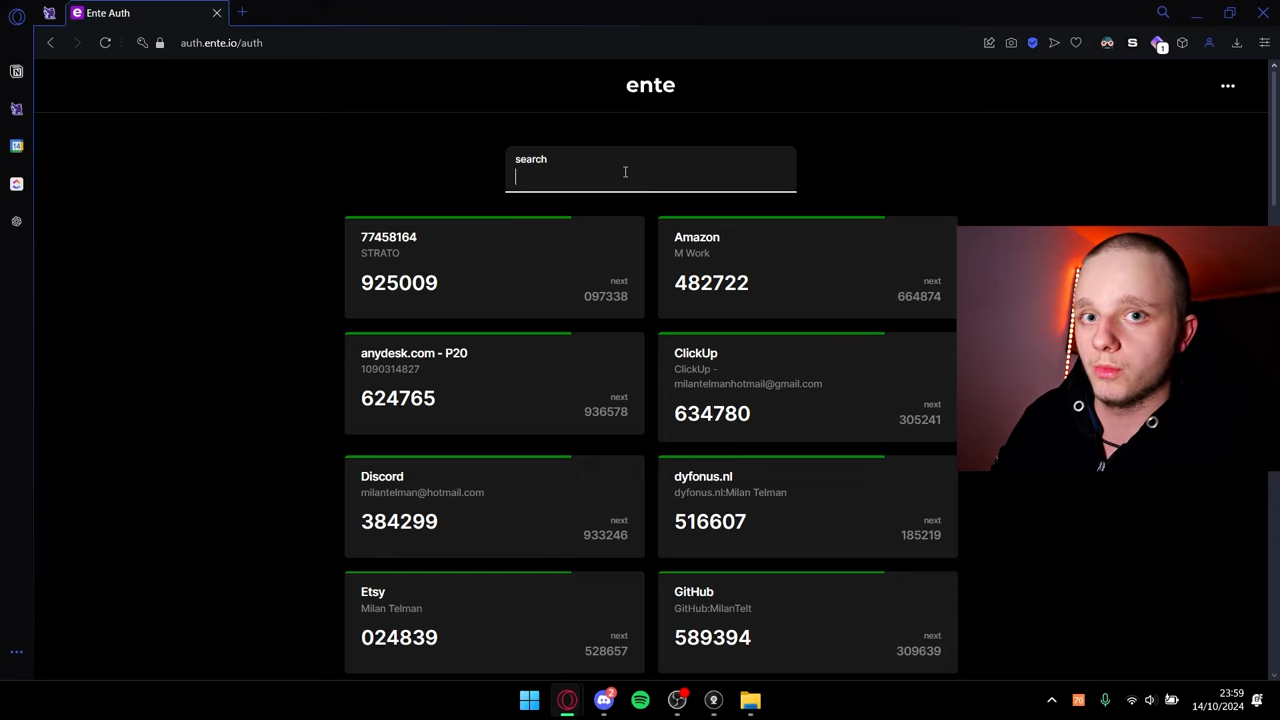 Ente Auth
auth.ente.io/auth
1
ente
search
77458164
STRATO
925009
next
097338
Amazon
M Work
482722
next
664874
anydesk.com - P20
1090314827
624765
next
936578
ClickUp
ClickUp -
milantelmanhotmail@gmail.com
634780
next
305241
Discord
milantelman@hotmail.com
384299
next
933246
dyfonus.nl
dyfonus.nl:Milan Telman
516607
next
185219
Etsy
Milan Telman
024839
next
528657
GitHub
GitHub:MilanTelt
589394
next
309639
2
70
23:59
14/10/2024